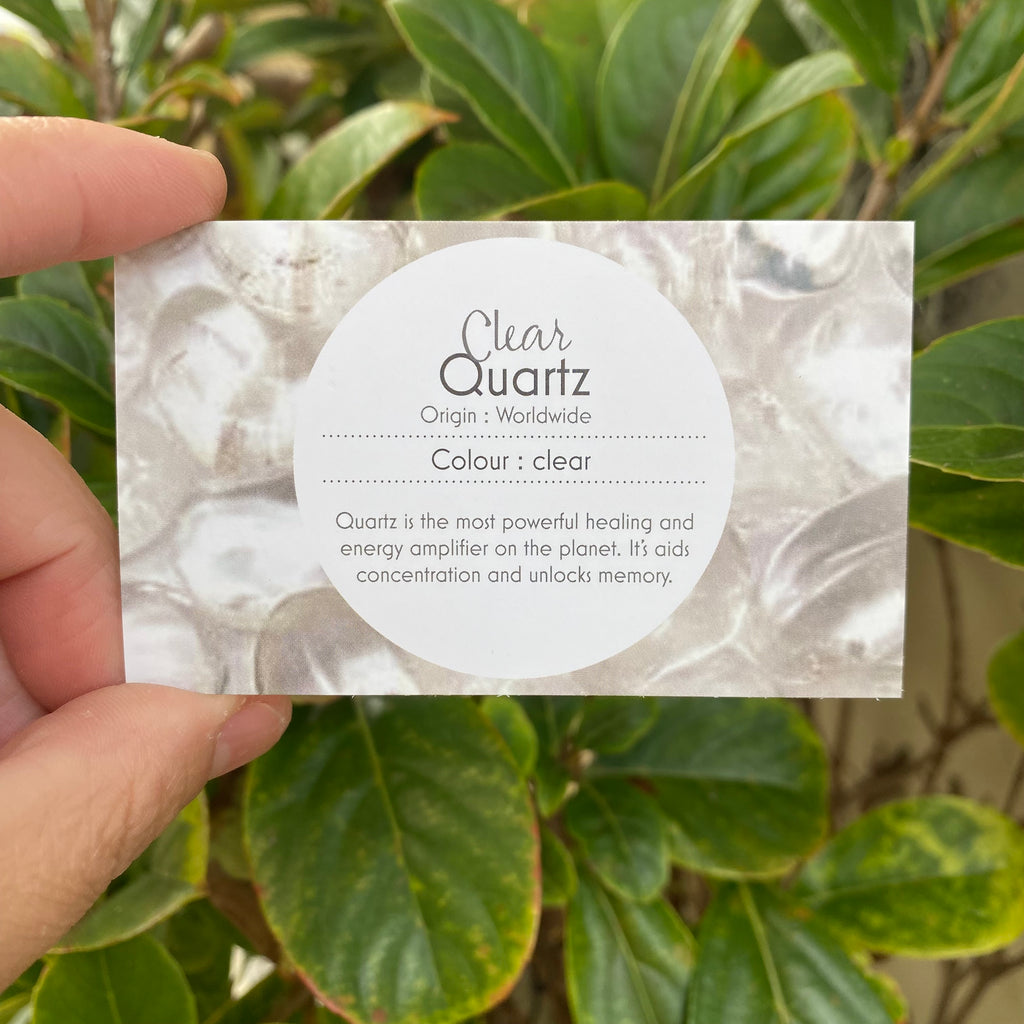 Clear
Quartz
Origin : Worldwide
Colour : clear
Quartz is the most powerful healing and
energy amplifier on the planet. It's aids
concentration and unlocks memory.